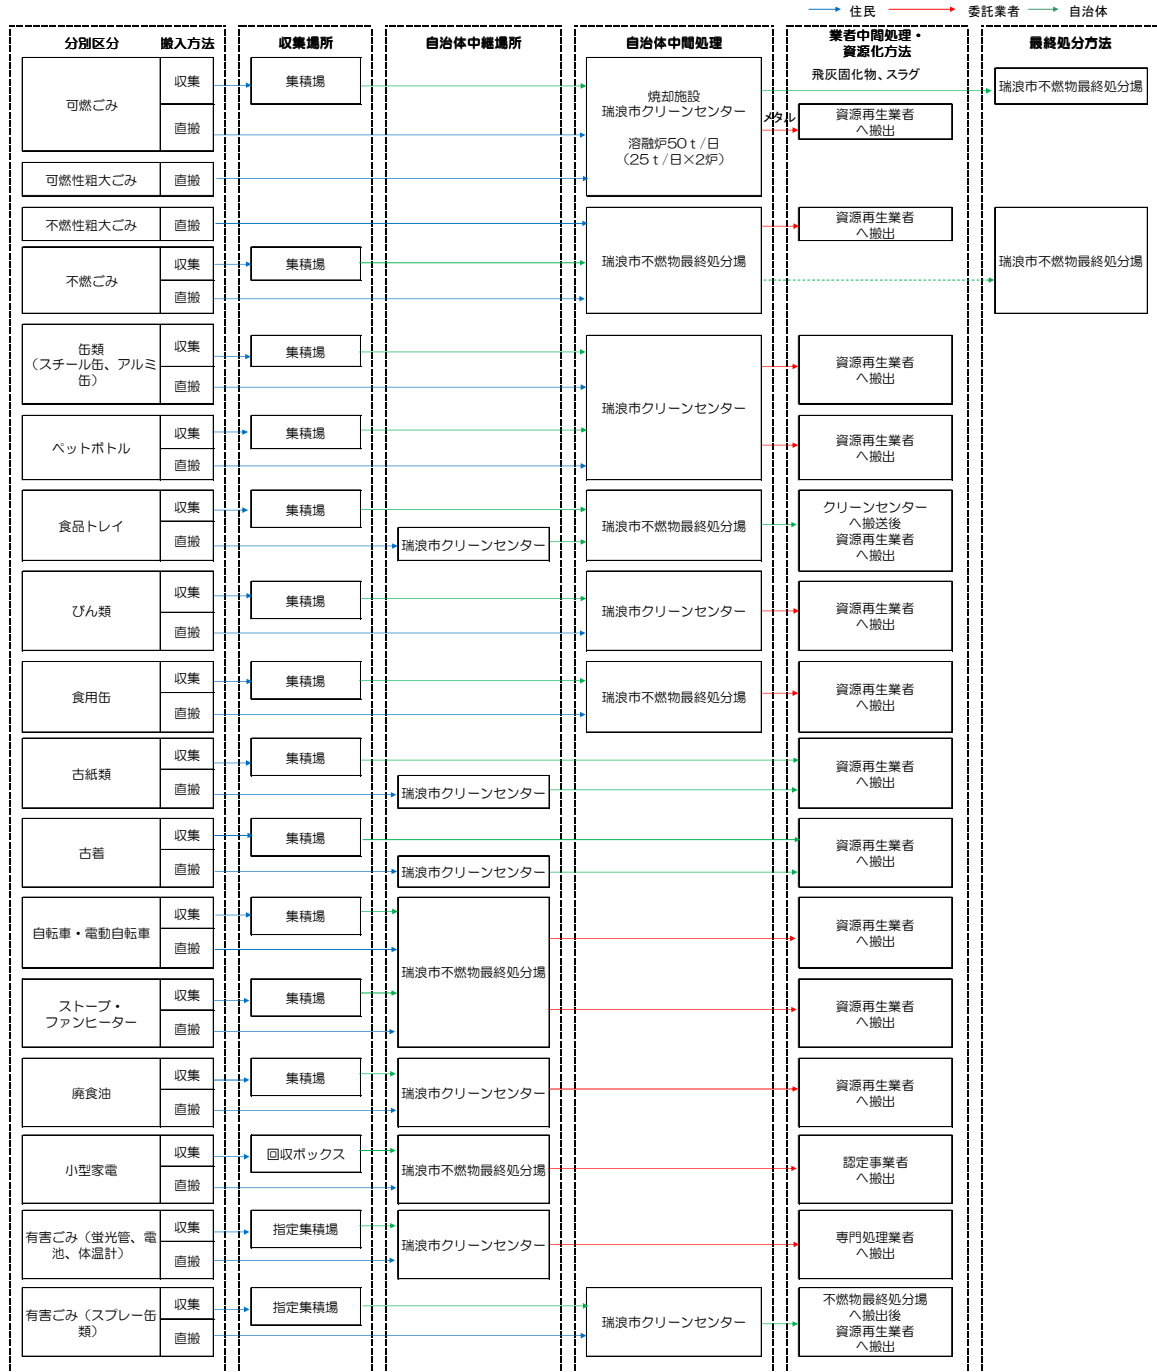 住民 委託業者 自治体
分別区分 搬入方法 収集場所 自治体中継場所 自治体中間処理 業者中間処理・ 最終処分方法
資源化方法
可燃ごみ
収集
集積場
直搬
焼却施設
瑞浪市クリーンセンター
溶融炉50t/日
（25t/日×2炉）
飛灰固化物、スラグ
瑞浪市不燃物最終処分場
メタル
資源再生業者
へ搬出
可燃性粗大ごみ
直搬
不燃性粗大ごみ
直搬
不燃ごみ
収集
集積場
直搬
瑞浪市不燃物最終処分場
資源再生業者
へ搬出
瑞浪市不燃物最終処分場
缶類
（スチール缶、アルミ
缶）
収集
集積場
直搬
瑞浪市クリーンセンター
資源再生業者
へ搬出
ペットボトル
収集
集積場
直搬
資源再生業者
へ搬出
食品トレイ
収集
集積場
直搬
瑞浪市クリーンセンター
瑞浪市不燃物最終処分場
クリーンセンター
へ搬送後
資源再生業者
へ搬出
びん類
収集
集積場
直搬
瑞浪市クリーンセンター
資源再生業者
へ搬出
食用缶
収集
集積場
直搬
瑞浪市不燃物最終処分場
資源再生業者
へ搬出
古紙類
収集
集積場
直搬
瑞浪市クリーンセンター
資源再生業者
へ搬出
古着
収集
集積場
直搬
瑞浪市クリーンセンター
資源再生業者
へ搬出
自転車・電動自転車
収集
集積場
直搬
瑞浪市不燃物最終処分場
資源再生業者
へ搬出
ストーブ・
ファンヒーター
収集
集積場
直搬
資源再生業者
へ搬出
廃食油
収集
集積場
直搬
瑞浪市クリーンセンター
資源再生業者
へ搬出
小型家電
収集
回収ボックス
直搬
瑞浪市不燃物最終処分場
認定事業者
へ搬出
有害ごみ（蛍光管、電
池、体温計）
収集
指定集積場
直搬
瑞浪市クリーンセンター
専門処理業者
へ搬出
有害ごみ（スプレー缶
類）
収集
指定集積場
直搬
瑞浪市クリーンセンター
不燃物最終処分場
へ搬出後
資源再生業者
へ搬出